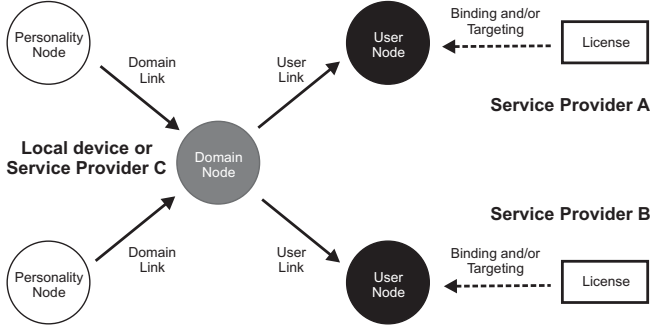 Personality
Node
Domain
Link
User
Link
User
Node
Binding and/or
Targeting
License
Service Provider A
Local device or
Service Provider C
Domain
Node
Service Provider B
Personality
Node
Domain
Link
User
Link
User
Node
Binding and/or
Targeting
License